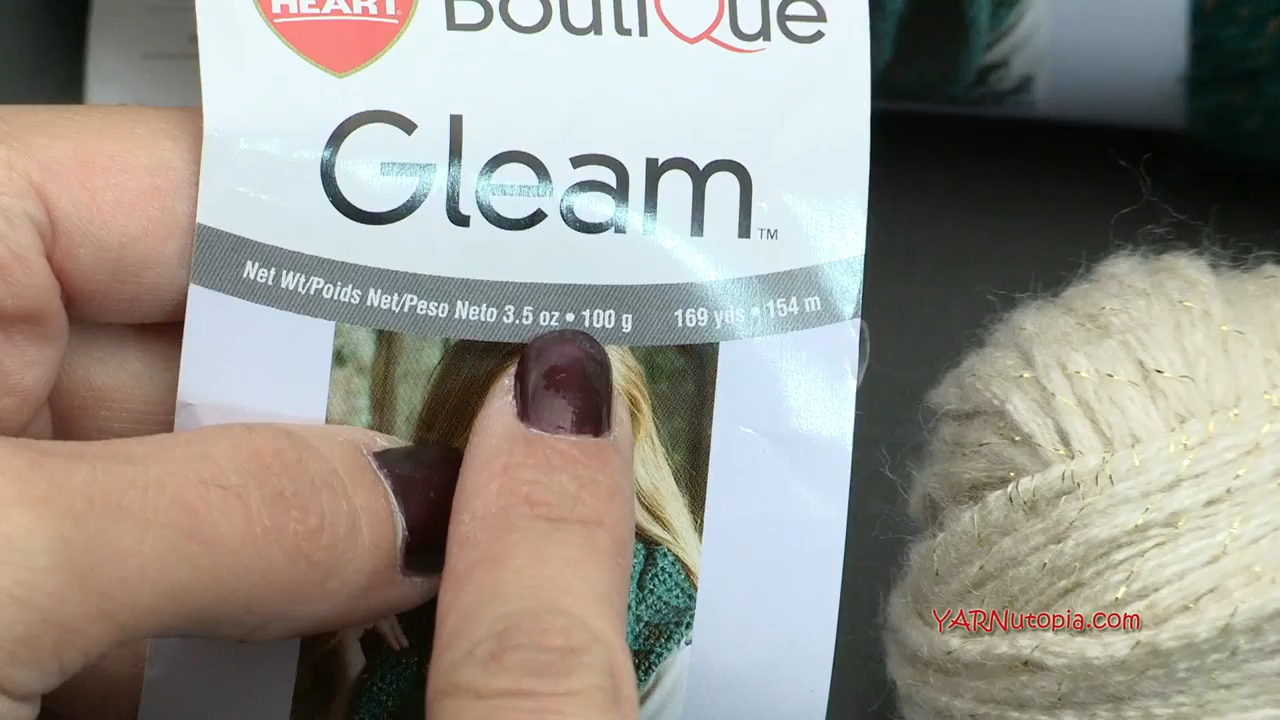 HEART
BoutiQue
Gleam™
Net Wt/Poids Net/Peso Neto 3.5 oz • 100 g 169 yds • 154 m
YARNutopia.com